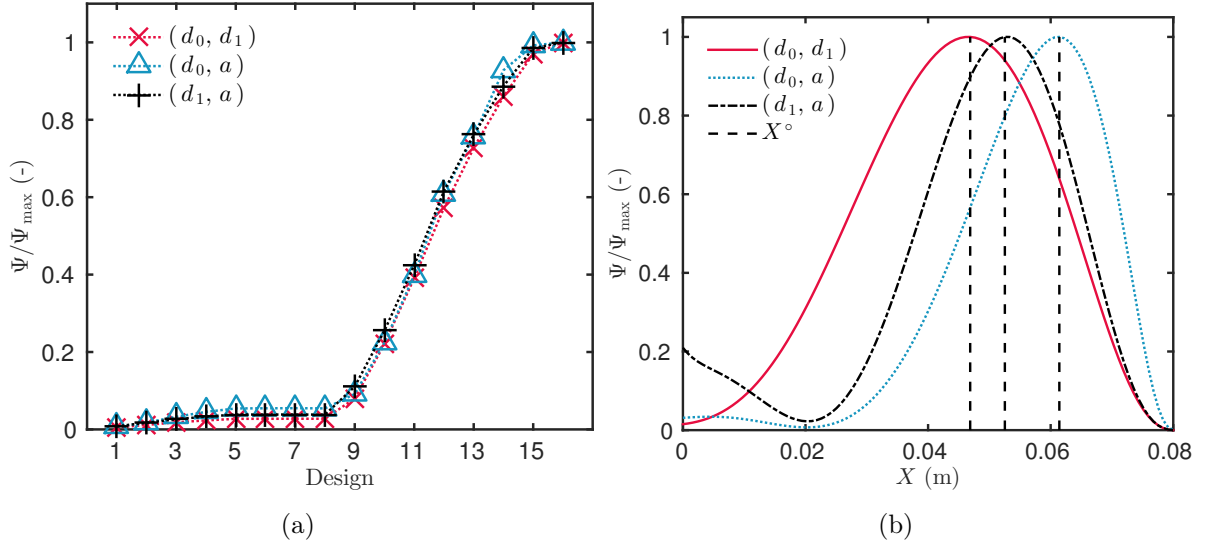 1
0.8
0.6
0.4
0.2
0
Ψ/Ψmax (-)
(d0, d1)
(d0, a)
(d1, a)
1 3 5 7 9 11 13 15
Design
(a)
1
0.8
0.6
0.4
0.2
0
Ψ/Ψmax (-)
(d0, d1)
(d0, a)
(d1, a)
X°
0 0.02 0.04 0.06 0.08
X (m)
(b)